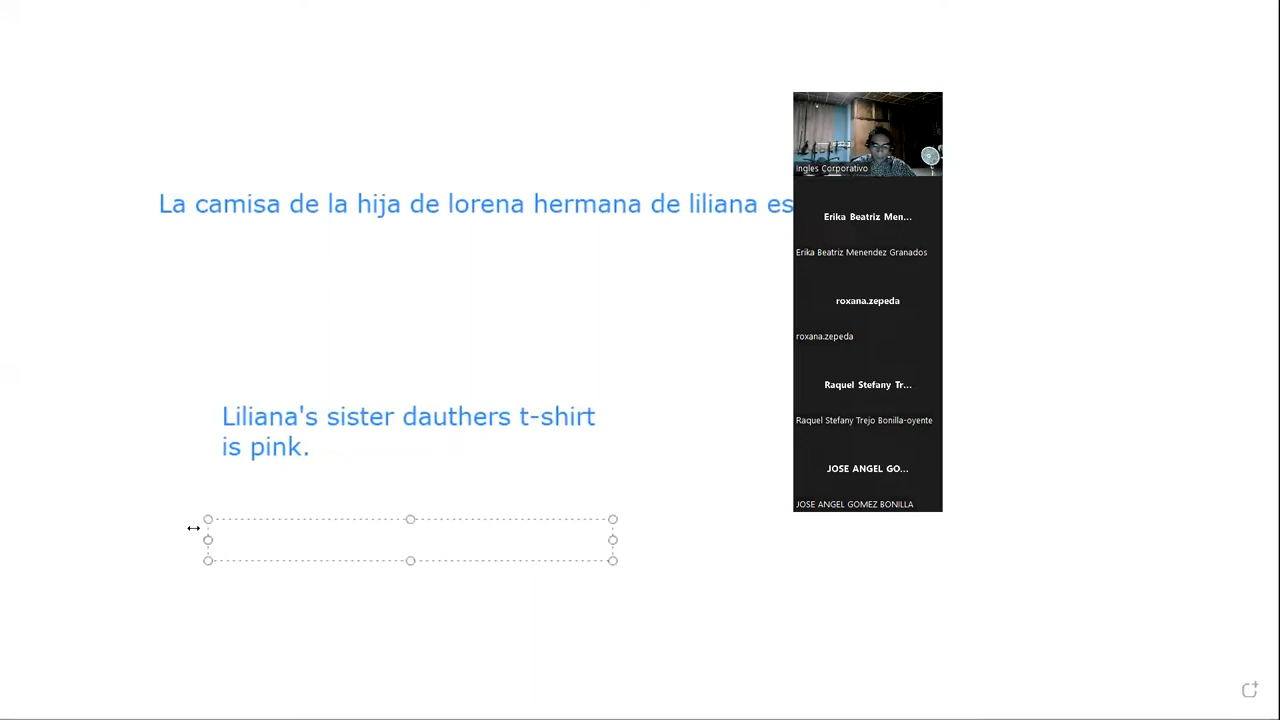 La camisa de la hija de lorena hermana de liliana es
Liliana's sister dauthers t-shirt
is pink.
Ingles Corporativo
Erika Beatriz Men...
Erika Beatriz Menendez Granados
roxana.zepeda
roxana.zepeda
Raquel Stefany Tr...
Raquel Stefany Trejo Bonilla-oyente
JOSE ANGEL GO...
JOSE ANGEL GOMEZ BONILLA